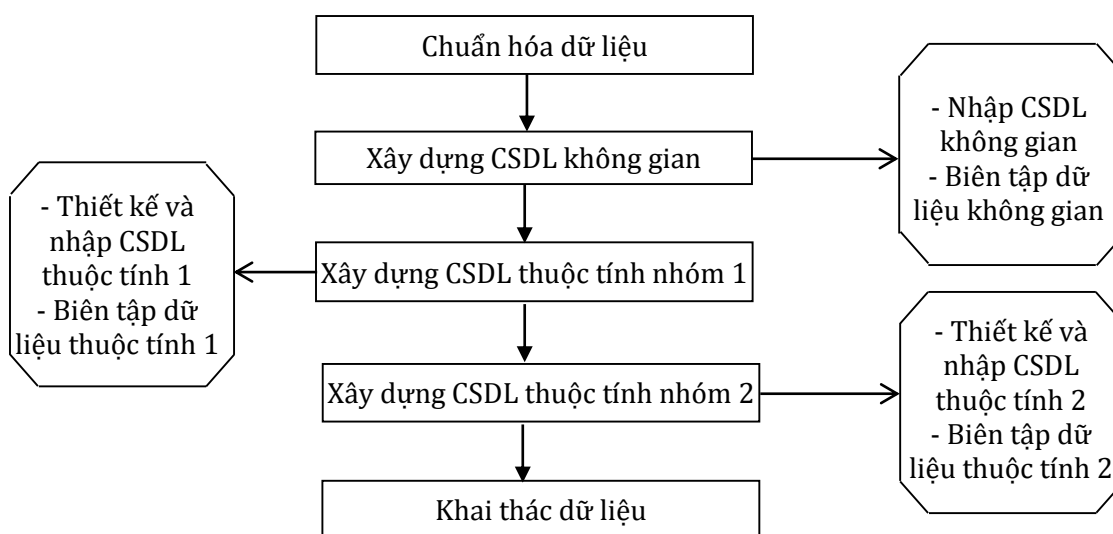 Chuẩn hóa dữ liệu
Xây dựng CSDL không gian
- Nhập CSDL
không gian
- Biên tập dữ
liệu không gian
Xây dựng CSDL thuộc tính nhóm 1
- Thiết kế và
nhập CSDL
thuộc tính 1
- Biên tập dữ
liệu thuộc tính 1
Xây dựng CSDL thuộc tính nhóm 2
- Thiết kế và
nhập CSDL
thuộc tính 2
- Biên tập dữ
liệu thuộc tính 2
Khai thác dữ liệu